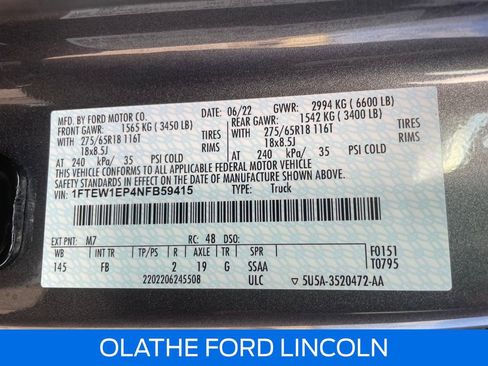 MFD. BY FORD MOTOR CO.
06/22 GVWR: 2994 KG ( 6600 LB)
FRONT GAWR: 1565 KG ( 3450 LB)
REAR GAWR: 1542 KG ( 3400 LB)
WITH 275/65R18 116T TIRES
WITH 275/65R18 116T TIRES
18x8.5J
18x8.5J RIMS
AT 240 kPa/ 35 PSI COLD
AT 240 kPa/ 35 PSI COLD
THIS VEHICLE CONFORMS TO ALL APPLICABLE FEDERAL MOTOR VEHICLE
SAFETY, BUMPER, AND THEFT PREVENTION STANDARDS IN EFFECT ON THE DATE OF MANUFACTURE
SHOWN ABOVE.
VIN: 1FTEW1EP4NFB59415
TYPE: Truck
EXT PNT: M7 RC: 48 DSO:
WB INT TR TP/PS R AXLE TR SPR
145 FB 2 19 G SSAA
2202206245508 ULC
F0151
T0795
5U5A-3520472-AA
OLATHE FORD LINCOLN